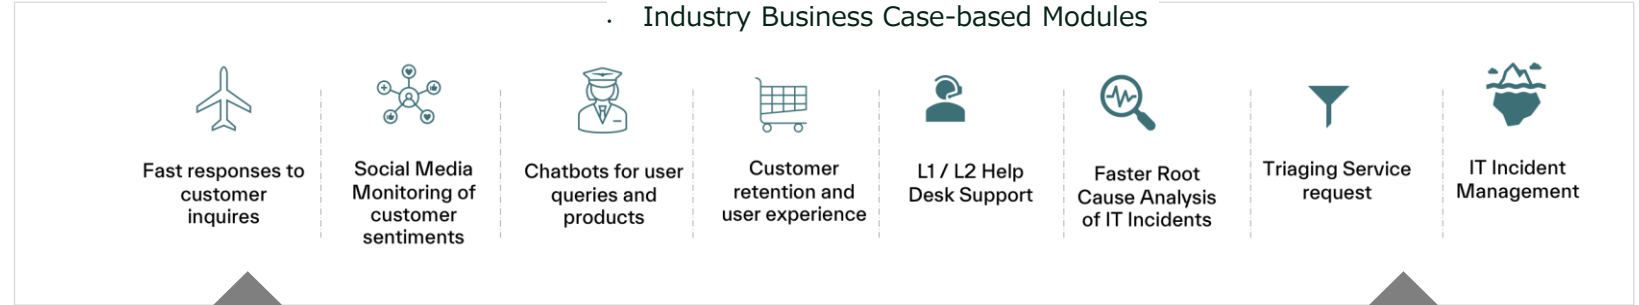 • Industry Business Case-based Modules
Fast responses to
customer
inquires
Social Media
Monitoring of
customer
sentiments
Chatbots for user
queries and
products
Customer
retention and
user experience
L1 / L2 Help
Desk Support
Faster Root
Cause Analysis
of IT Incidents
Triaging Service
request
IT Incident
Management